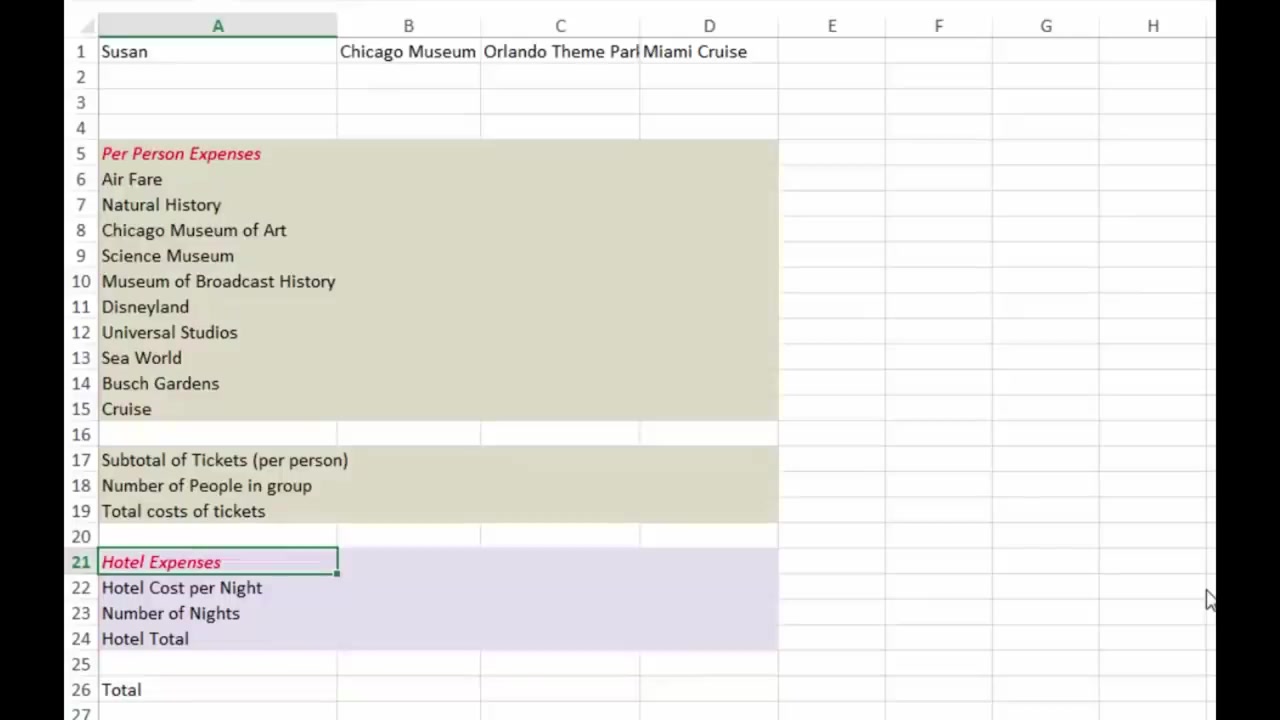 A B C D E F G H
1 Susan Chicago Museum Orlando Theme Par Miami Cruise
2
3
4
5 Per Person Expenses
6 Air Fare
7 Natural History
8 Chicago Museum of Art
9 Science Museum
10 Museum of Broadcast History
11 Disneyland
12 Universal Studios
13 Sea World
14 Busch Gardens
15 Cruise
16
17 Subtotal of Tickets (per person)
18 Number of People in group
19 Total costs of tickets
20
21 Hotel Expenses
22 Hotel Cost per Night
23 Number of Nights
24 Hotel Total
25
26 Total
27